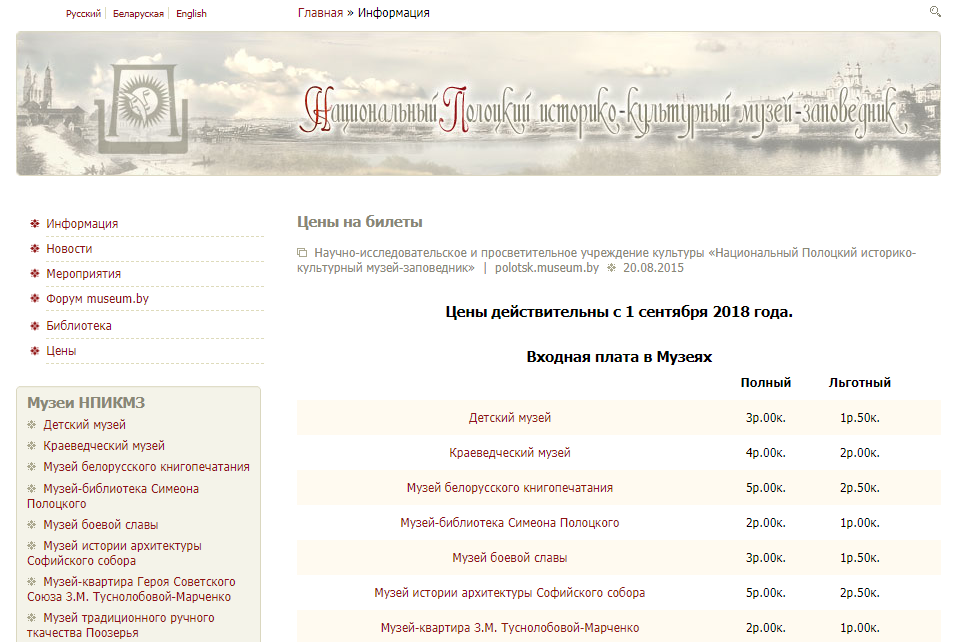 Русский Беларуская English
Главная » Информация
Национальный Полоцкий историко-культурный музей-заповедник
Информация
Новости
Мероприятия
Форум museum.by
Библиотека
Цены
Музеи НПИКМЗ
Детский музей
Краеведческий музей
Музей белорусского книгопечатания
Музей-библиотека Симеона
Полоцкого
Музей боевой славы
Музей истории архитектуры
Софийского собора
Музей-квартира Героя Советского
Союза З.М. Туснолобовой-Марченко
Музей традиционного ручного
ткачества Поозерья
Цены на билеты
Научно-исследовательское и просветительное учреждение культуры «Национальный Полоцкий историко-
культурный музей-заповедник» | polotsk.museum.by 20.08.2015
Цены действительны с 1 сентября 2018 года.
Входная плата в Музеях
Полный Льготный
Детский музей 3р.00к. 1р.50к.
Краеведческий музей 4р.00к. 2р.00к.
Музей белорусского книгопечатания 5р.00к. 2р.50к.
Музей-библиотека Симеона Полоцкого 2р.00к. 1р.00к.
Музей боевой славы 3р.00к. 1р.50к.
Музей истории архитектуры Софийского собора 5р.00к. 2р.50к.
Музей-квартира З.М. Туснолобовой-Марченко 2р.00к. 1р.00к.